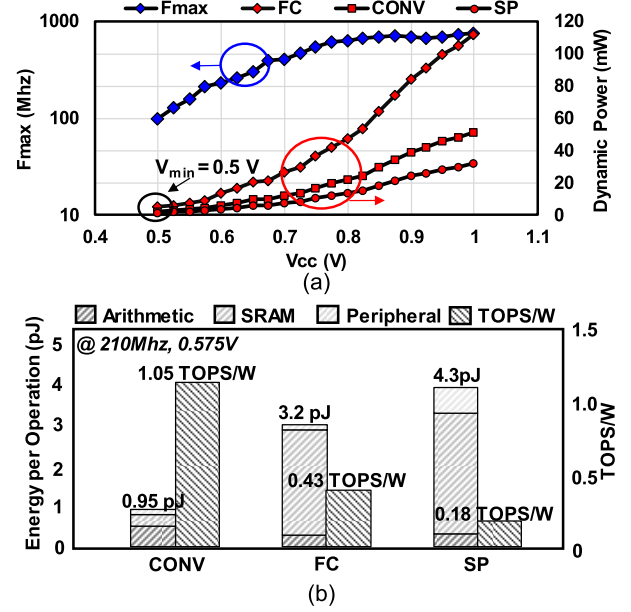 Fmax FC CONV SP
1000
100
10
Fmax (Mhz)
120
100
80
60
40
20
0
Dynamic Power (mW)
Vmin = 0.5 V
0.4 0.5 0.6 0.7 0.8 0.9 1 1.1
Vcc (V)
(a)
Arithmetic SRAM Peripheral TOPS/W
@ 210Mhz, 0.575V
5
4
3
2
1
0
Energy per Operation (pJ)
1.5
1.0
0.5
0
TOPS/W
1.05 TOPS/W
4.3pJ
3.2 pJ
0.43 TOPS/W
0.95 pJ
0.18 TOPS/W
CONV FC SP
(b)